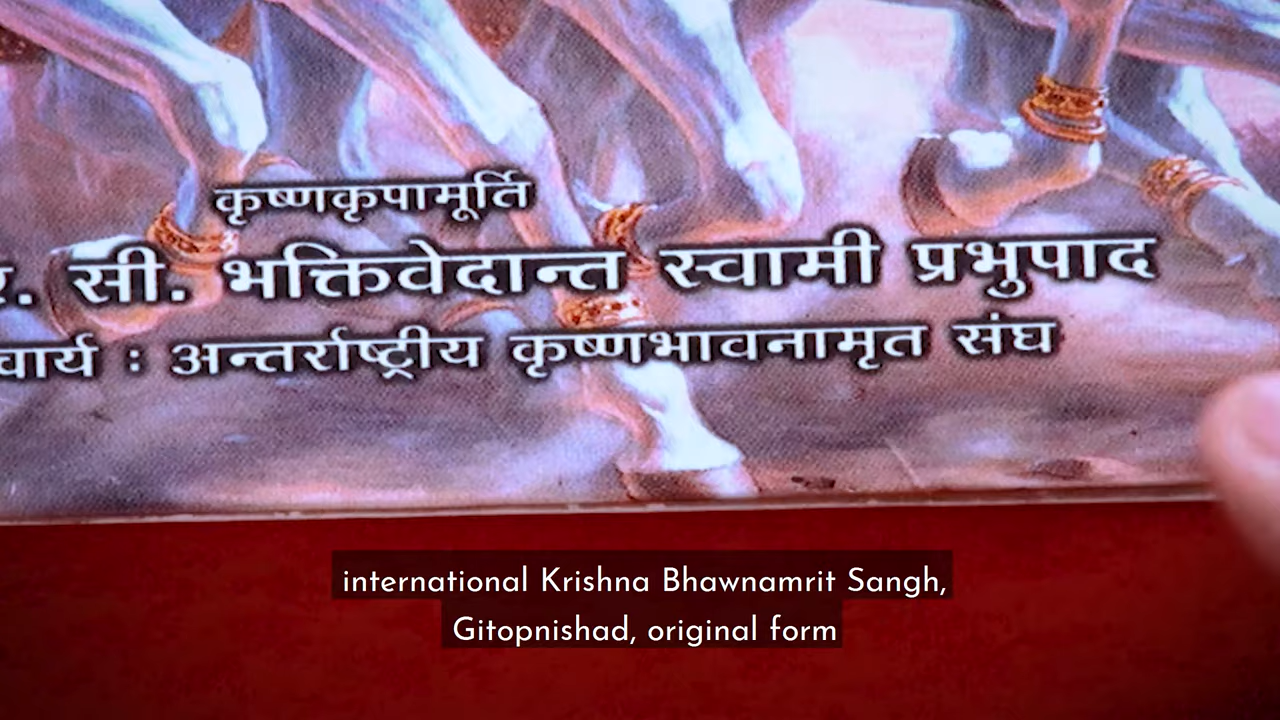 कृष्णकृपामूर्ति
सी. भक्तिवेदान्त स्वामी प्रभुपाद
: अन्तर्राष्ट्रीय कृष्णभावनामृत संघ
international Krishna Bhawnamrit Sangh,
Gitopnishad, original form